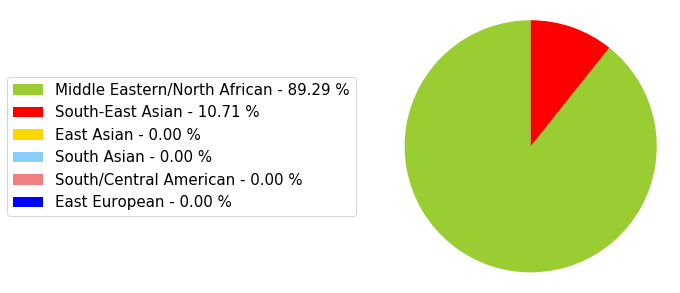 Middle Eastern/North African - 89.29 %
South-East Asian - 10.71 %
East Asian - 0.00 %
South Asian - 0.00 %
South/Central American - 0.00 %
East European - 0.00 %